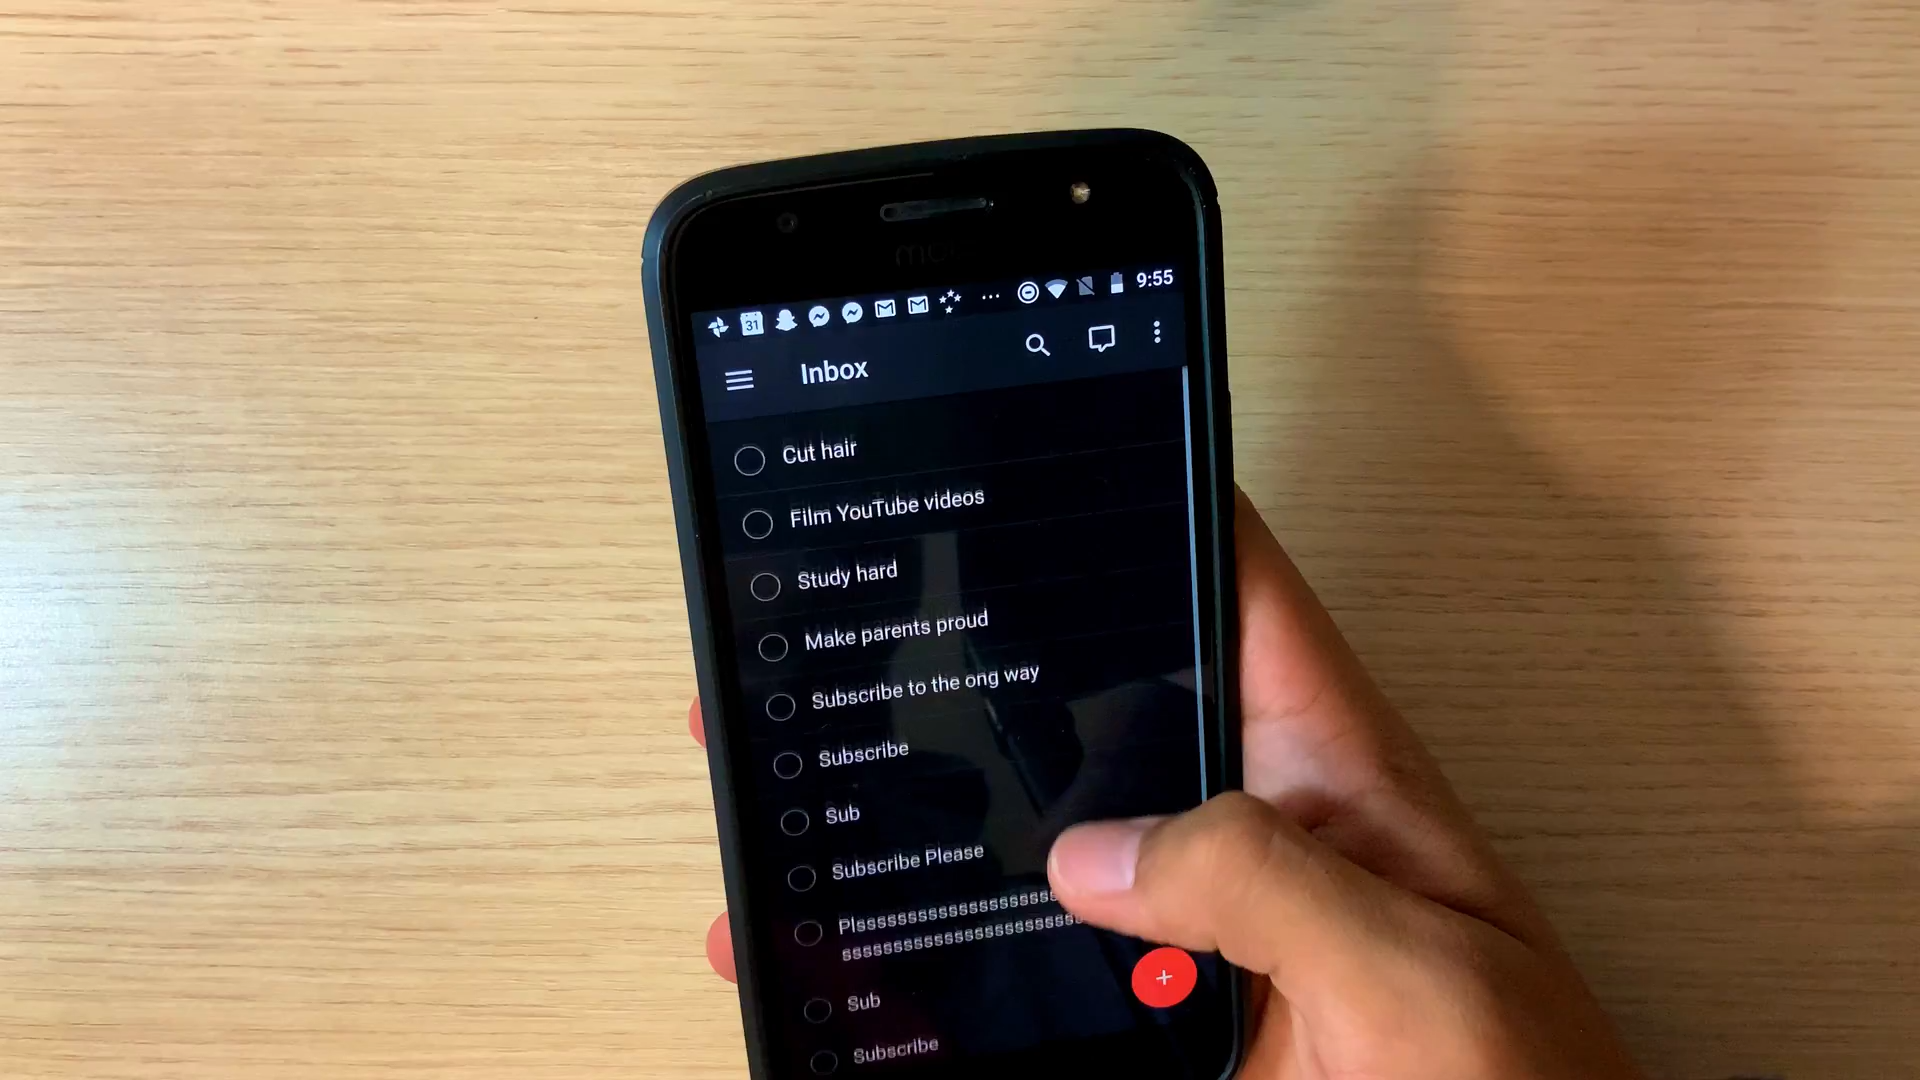 31
9:55
Inbox
Cut hair
Film YouTube videos
Study hard
Make parents proud
Subscribe to the ong way
Subscribe
Sub
Subscribe Please
Sub
Subscribe